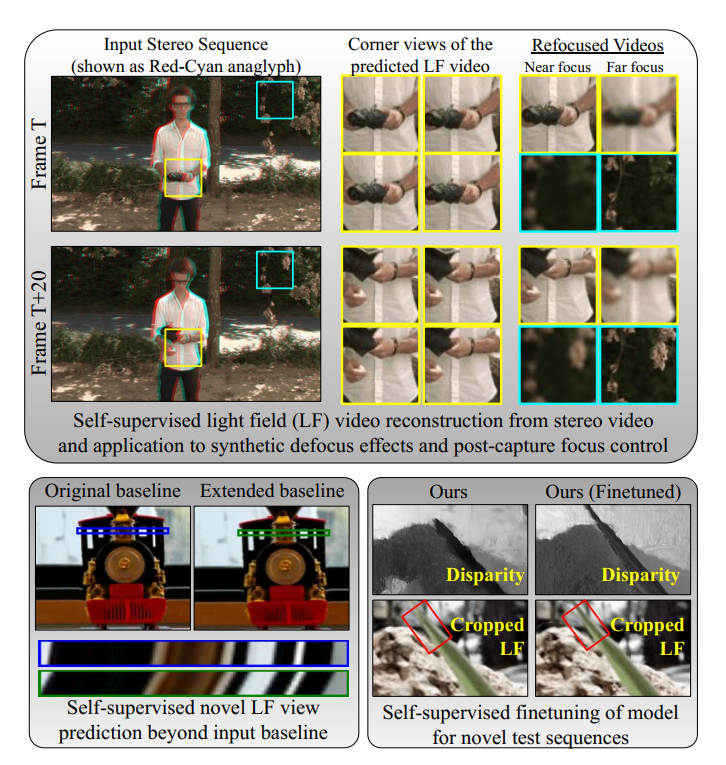 Input Stereo Sequence
(shown as Red-Cyan anaglyph)
Corner views of the
predicted LF video
Refocused Videos
Near focus
Far focus
Frame T
Frame T+20
Self-supervised light field (LF) video reconstruction from stereo video
and application to synthetic defocus effects and post-capture focus control
Original baseline
Extended baseline
Self-supervised novel LF view
prediction beyond input baseline
Ours
Ours (Finetuned)
Disparity
Disparity
Cropped
LF
Cropped
LF
Self-supervised finetuning of model
for novel test sequences